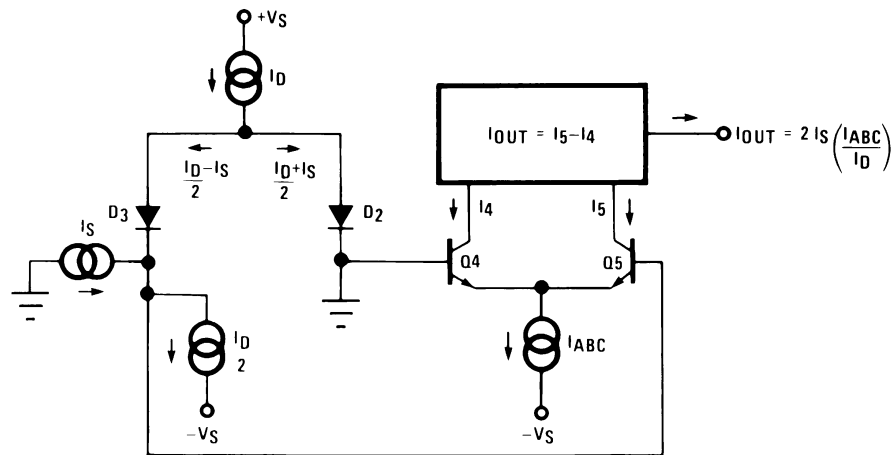 +VS
ID
ID/2 −IS
ID/2 +IS
D3
D2
IS
ID
2
−VS
IOUT = I5−I4
IOUT = 2 IS(IABC/ID)
I4
I5
Q4
Q5
IABC
−VS